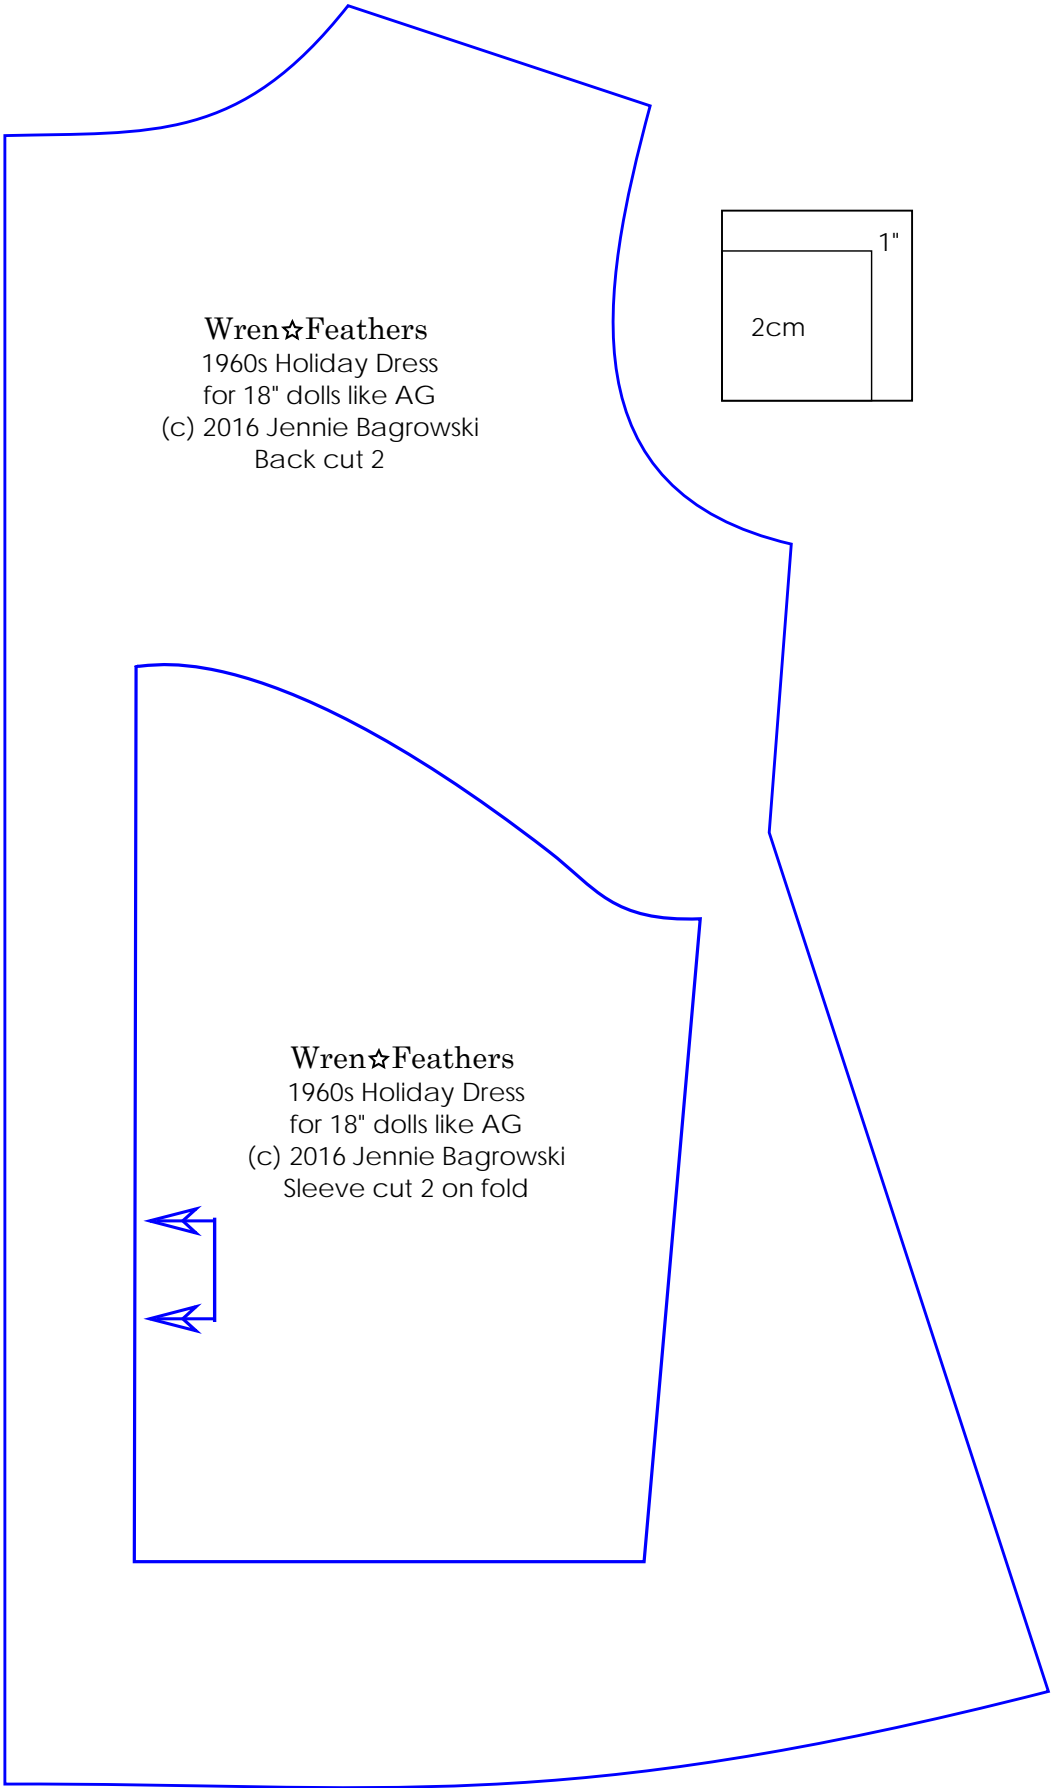 Wren☆Feathers
1960s Holiday Dress
for 18" dolls like AG
(c) 2016 Jennie Bagrowski
Back cut 2
1"
2cm
Wren☆Feathers
1960s Holiday Dress
for 18" dolls like AG
(c) 2016 Jennie Bagrowski
Sleeve cut 2 on fold